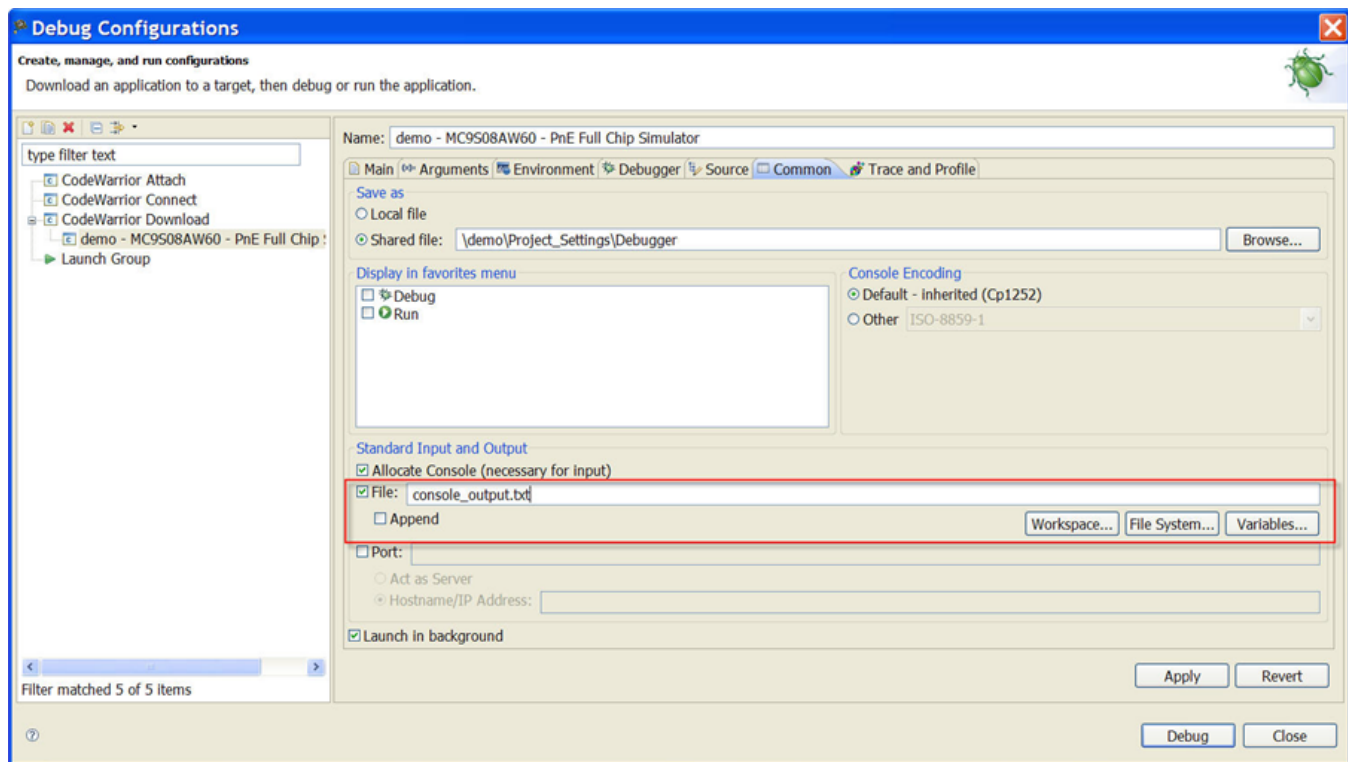 Debug Configurations
Create, manage, and run configurations
Download an application to a target, then debug or run the application.
type filter text
CodeWarrior Attach
CodeWarrior Connect
CodeWarrior Download
demo - MC9S08AW60 - PnE Full Chip
Launch Group
Filter matched 5 of 5 items
Name: demo - MC9S08AW60 - PnE Full Chip Simulator
Main Arguments Environment Debugger Source Common Trace and Profile
Save as
Local file
Shared file: \demo\Project_Settings\Debugger Browse...
Display in favorites menu
Debug
Run
Console Encoding
Default - inherited (Cp1252)
Other ISO-8859-1
Standard Input and Output
Allocate Console (necessary for input)
File: console_output.txt
Append Workspace... File System... Variables...
Port:
Act as Server
Hostname/IP Address:
Launch in background
Apply Revert
? Debug Close